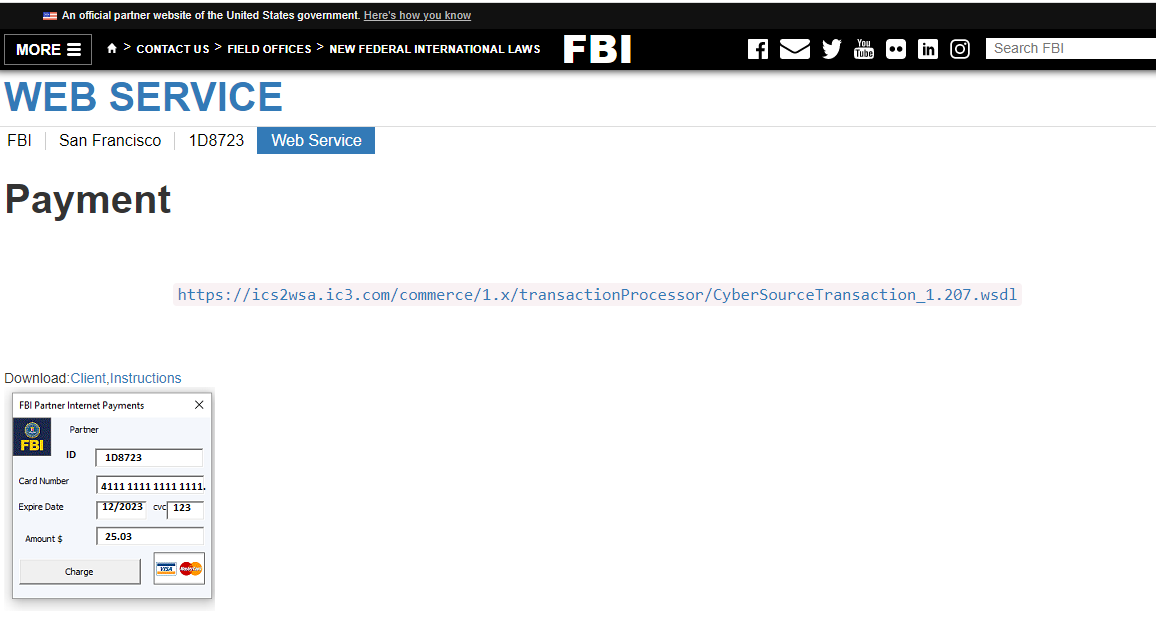 An official partner website of the United States government. Here's how you know
MORE > CONTACT US > FIELD OFFICES > NEW FEDERAL INTERNATIONAL LAWS FBI You Tube in Search FBI
WEB SERVICE
FBI San Francisco 1D8723 Web Service
Payment
https://ics2wsa.ic3.com/commerce/1.x/transactionProcessor/CyberSourceTransaction_1.207.wsdl
Download:Client,Instructions
FBI Partner Internet Payments
FBI
Partner
ID 1D8723
Card Number 4111 1111 1111 1111.
Expire Date 12/2023 cvc 123
Amount $ 25.03
Charge VISA MasterCard